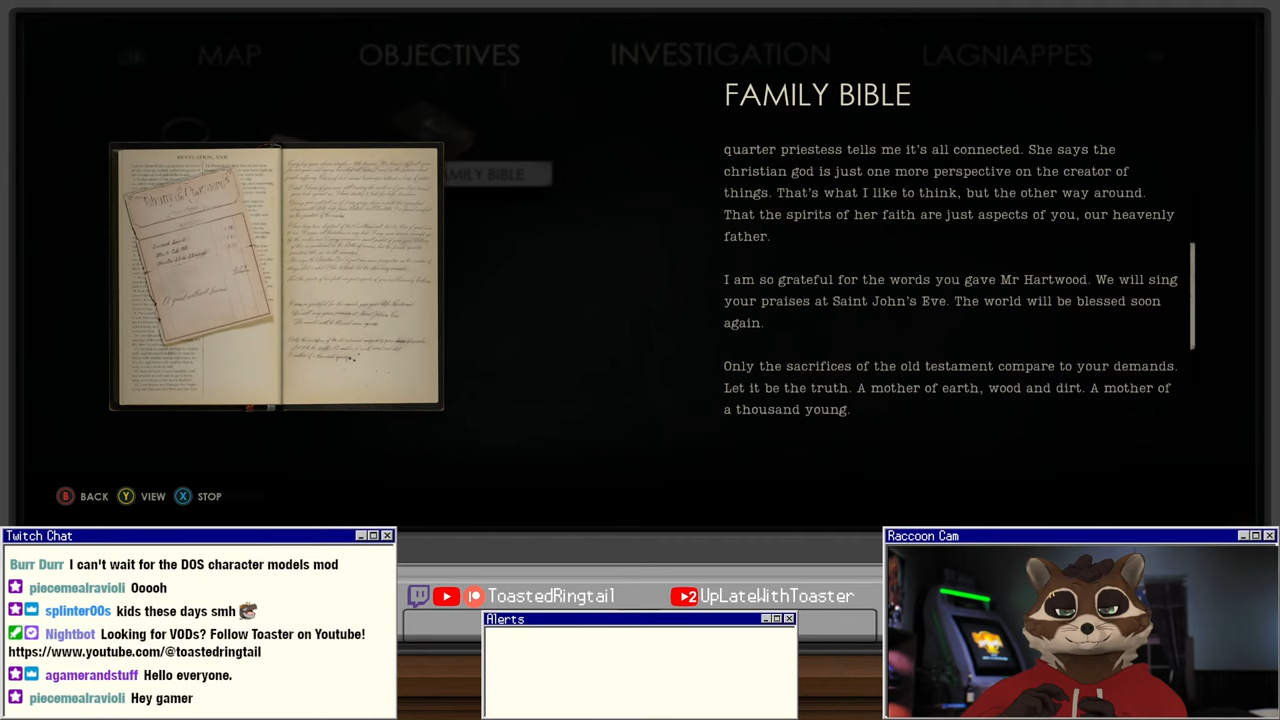 MAP OBJECTIVES INVESTIGATION LAGNIAPPES
FAMILY BIBLE
REVELATION, XXII
FAMILY BIBLE
quarter priestess tells me it's all connected. She says the
christian god is just one more perspective on the creator of
things. That's what I like to think, but the other way around.
That the spirits of her faith are just aspects of you, our heavenly
father.
I am so grateful for the words you gave Mr Hartwood. We will sing
your praises at Saint John's Eve. The world will be blessed soon
again.
Only the sacrifices of the old testament compare to your demands.
Let it be the truth. A mother of earth, wood and dirt. A mother of
a thousand young.
B BACK Y VIEW X STOP
Twitch Chat
Burr Durr I can't wait for the DOS character models mod
piecemealravioli Ooooh
splinter00s kids these days smh
Nightbot Looking for VODs? Follow Toaster on Youtube!
https://www.youtube.com/@toastedringtail
agamerandstuff Hello everyone.
piecemealravioli Hey gamer
ToastedRingtail UpLateWithToaster
Alerts
Raccoon Cam